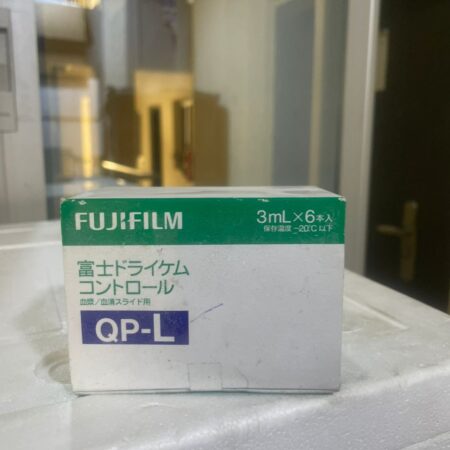 FUJIFILM
3mL×6本入
保存温度 -20℃以下
富士ドライケム
コントロール
血漿/血清スライド用
QP-L